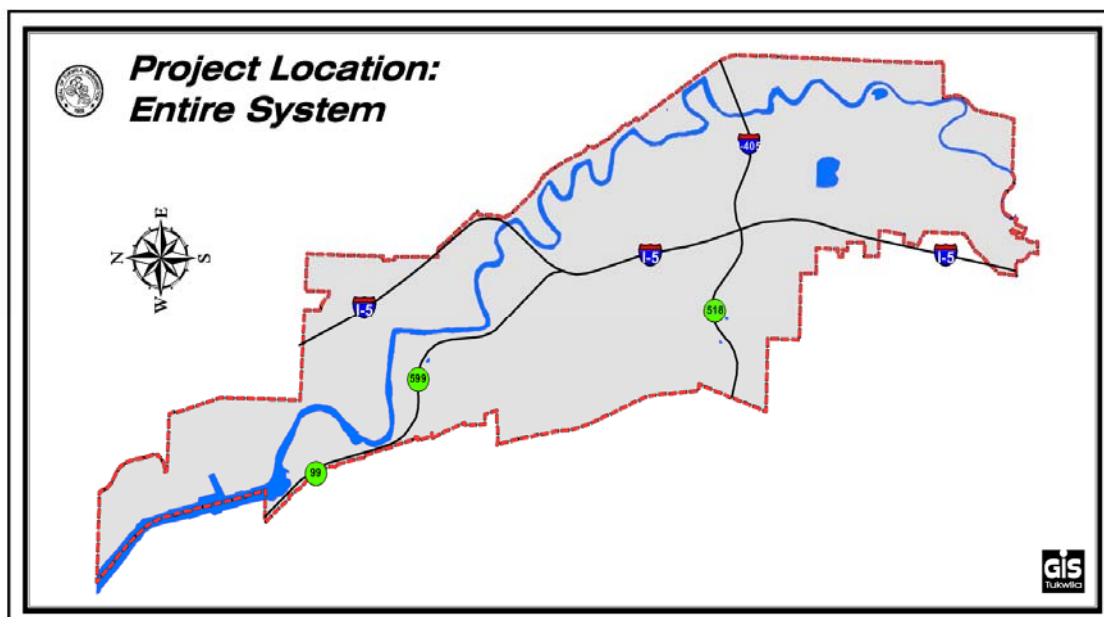 Project Location:
Entire System
E
N
S
W
I-405
I-5
I-5
I-5
518
599
99
GIS
Tukwila